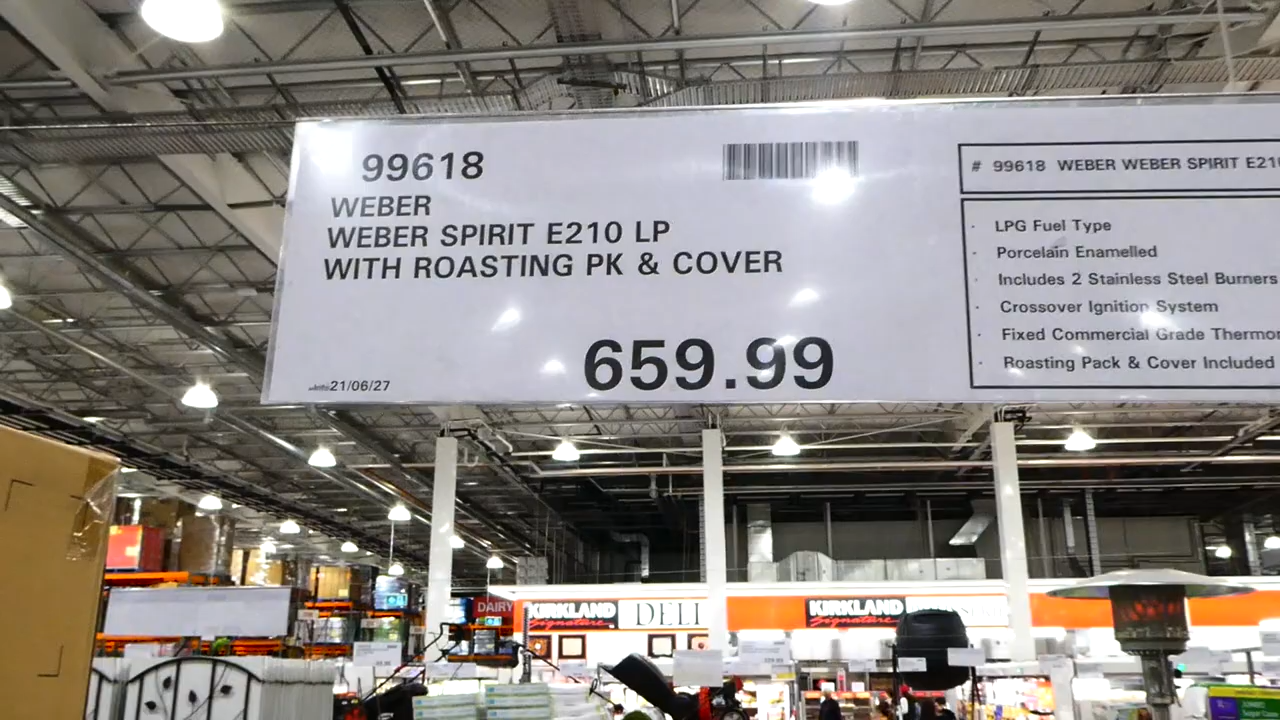 99618
WEBER
WEBER SPIRIT E210 LP
WITH ROASTING PK & COVER
659.99
21/06/27
# 99618 WEBER WEBER SPIRIT E210
· LPG Fuel Type
· Porcelain Enamelled
· Includes 2 Stainless Steel Burners
· Crossover Ignition System
· Fixed Commercial Grade Thermo
· Roasting Pack & Cover Included
DAIRY
KIRKLAND
Signature
DELI
KIRKLAND
Signature